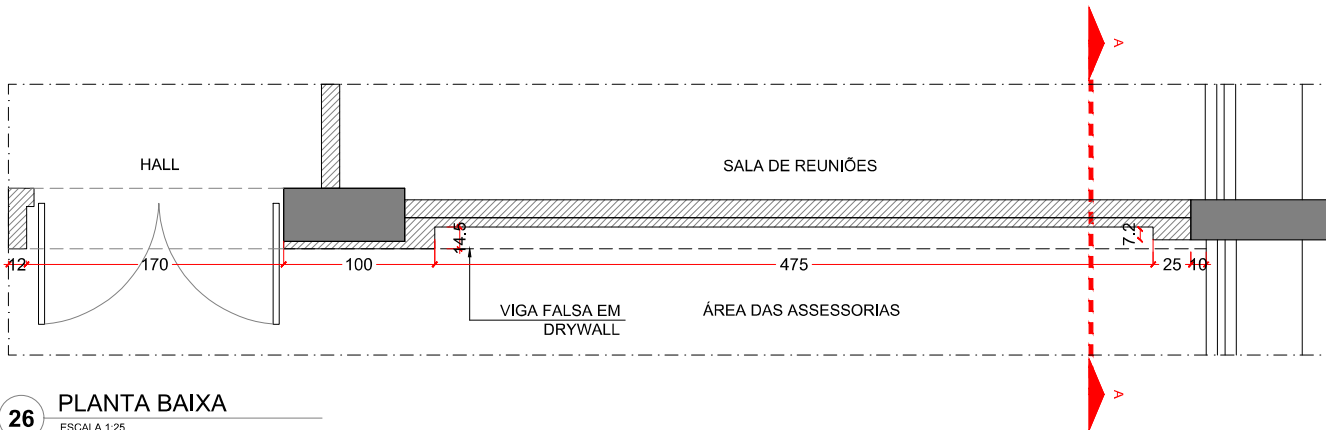 A
HALL
SALA DE REUNIÕES
14.5
7.2
12
170
100
475
25
10
VIGA FALSA EM
DRYWALL
ÁREA DAS ASSESSORIAS
A
26
PLANTA BAIXA
ESCALA 1:25